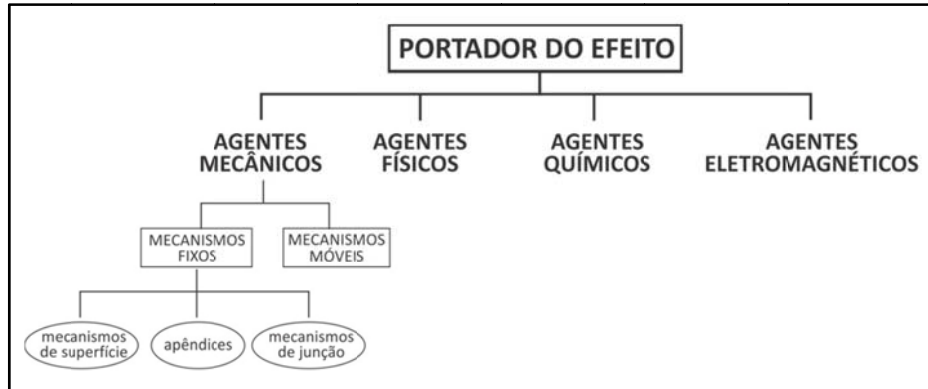 PORTADOR DO EFEITO
AGENTES
MECÂNICOS
AGENTES
FÍSICOS
AGENTES
QUÍMICOS
AGENTES
ELETROMAGNÉTICOS
MECANISMOS
FIXOS
MECANISMOS
MÓVEIS
mecanismos
de superfície
apêndices
mecanismos
de junção